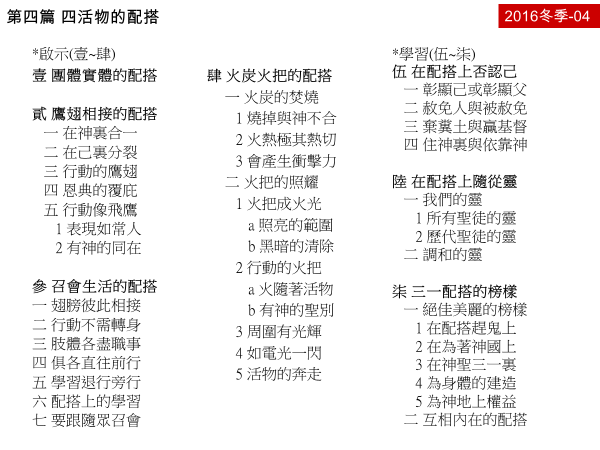 第四篇 四活物的配搭
2016冬季-04
*啟示(壹~肆)
壹 團體實體的配搭
貳 鷹翅相接的配搭
一 在神裏合一
二 在己裏分裂
三 行動的鷹翅
四 恩典的覆庇
五 行動像飛鷹
1 表現如常人
2 有神的同在
參 召會生活的配搭
一 翅膀彼此相接
二 行動不需轉身
三 肢體各盡職事
四 俱各直往前行
五 學習退行旁行
六 配搭上的學習
七 要跟隨眾召會
肆 火炭火把的配搭
一 火炭的焚燒
1 燒掉與神不合
2 火熱極其熱切
3 會產生衝擊力
二 火把的照耀
1 火把成火光
a 照亮的範圍
b 黑暗的清除
2 行動的火把
a 火隨著活物
b 有神的聖別
3 周圍有光輝
4 如電光一閃
5 活物的奔走
*學習(伍~柒)
伍 在配搭上否認己
一 彰顯己或彰顯父
二 赦免人與被赦免
三 棄糞土與贏基督
四 住神裏與依靠神
陸 在配搭上隨從靈
一 我們的靈
1 所有聖徒的靈
2 歷代聖徒的靈
二 調和的靈
柒 三一配搭的榜樣
一 絕佳美麗的榜樣
1 在配搭趕鬼上
2 在為著神國上
3 在神聖三一裏
4 為身體的建造
5 為神地上權益
二 互相內在的配搭